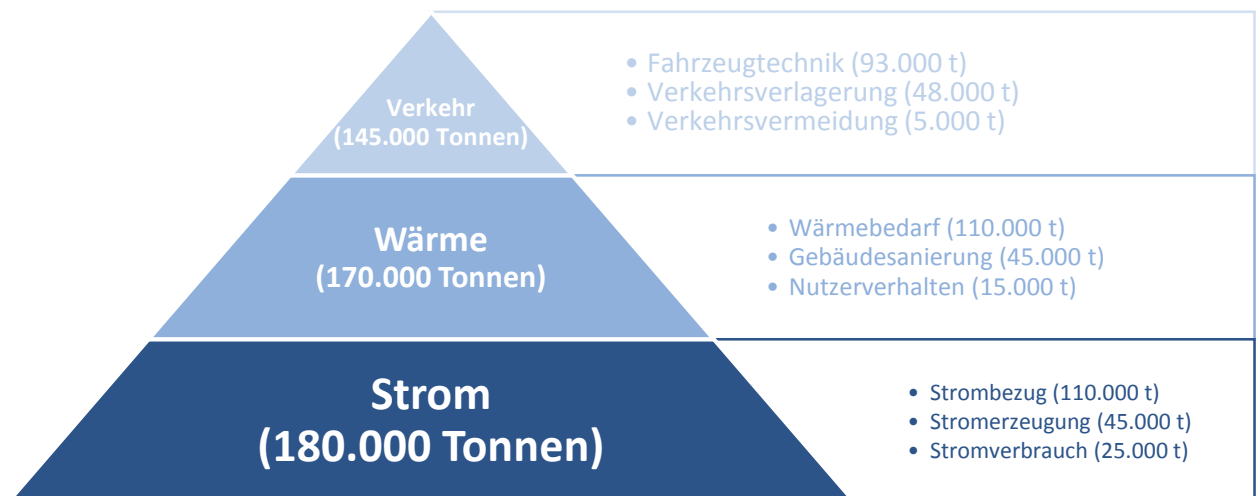 Verkehr
(145.000 Tonnen)
• Fahrzeugtechnik (93.000 t)
• Verkehrsverlagerung (48.000 t)
• Verkehrsvermeidung (5.000 t)
Wärme
(170.000 Tonnen)
• Wärmebedarf (110.000 t)
• Gebäudesanierung (45.000 t)
• Nutzerverhalten (15.000 t)
Strom
(180.000 Tonnen)
• Strombezug (110.000 t)
• Stromerzeugung (45.000 t)
• Stromverbrauch (25.000 t)